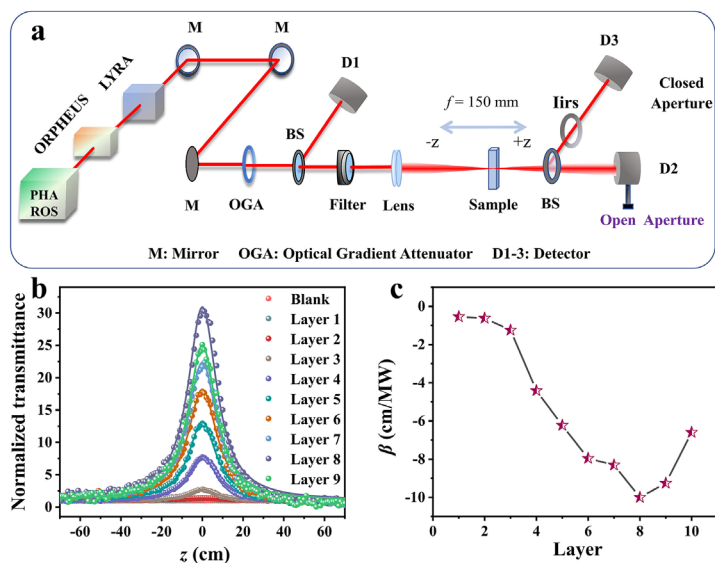 a
M
M
D1
D3
LYRA
ORPHEUS
PHA
ROS
f = 150 mm
-z
+z
Iirs
Closed
Aperture
BS
D2
M
OGA
Filter
Lens
Sample
BS
Open Aperture
M: Mirror OGA: Optical Gradient Attenuator D1-3: Detector
b
Normalized transmittance
30
25
20
15
10
5
0
-60
-40
-20
0
20
40
60
z (cm)
Blank
Layer 1
Layer 2
Layer 3
Layer 4
Layer 5
Layer 6
Layer 7
Layer 8
Layer 9
c
β (cm/MW)
0
-2
-4
-6
-8
-10
0
2
4
6
8
10
Layer